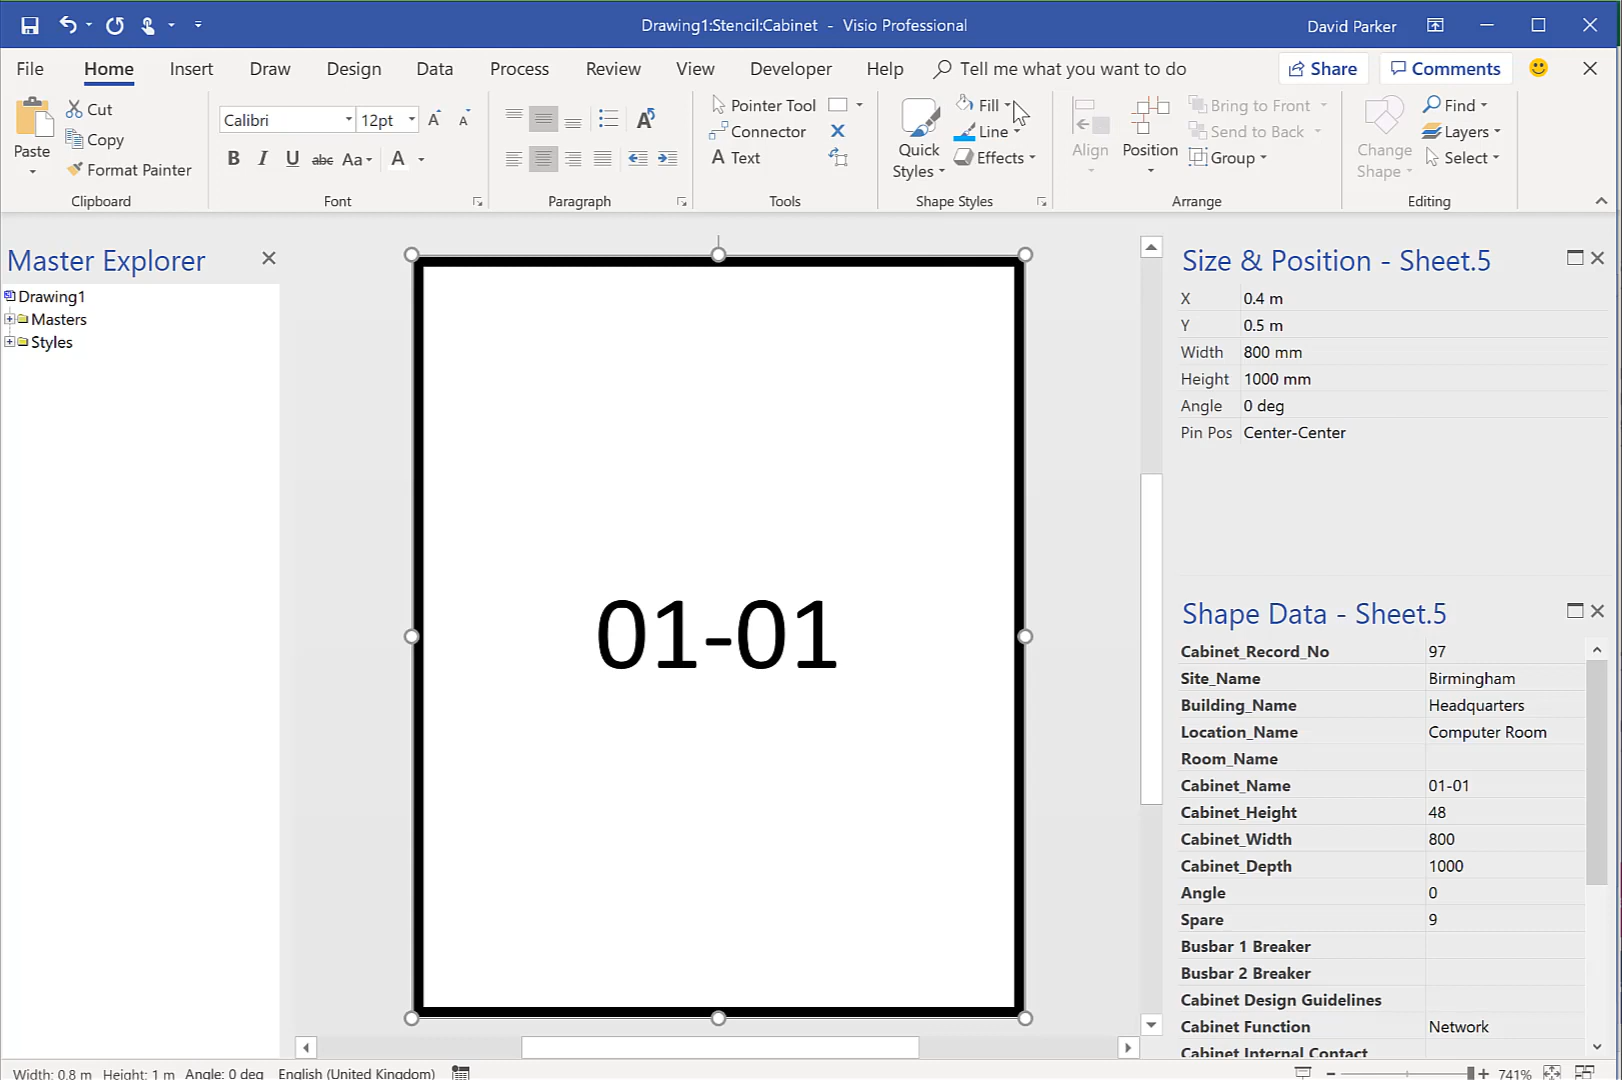 Drawing1:Stencil:Cabinet - Visio Professional
David Parker
File Home Insert Draw Design Data Process Review View Developer Help Tell me what you want to do Share Comments
Paste
Cut
Copy
Format Painter
Clipboard
Calibri 12pt A A
B I U abc Aa A
Font
A
Paragraph
Pointer Tool
Connector
A Text
Tools
Quick
Styles
Fill
Line
Effects
Shape Styles
Align
Position
Bring to Front
Send to Back
Group
Arrange
Change
Shape
Find
Layers
Select
Editing
Master Explorer
Drawing1
Masters
Styles
01-01
Size & Position - Sheet.5
X 0.4 m
Y 0.5 m
Width 800 mm
Height 1000 mm
Angle 0 deg
Pin Pos Center-Center
Shape Data - Sheet.5
Cabinet_Record_No 97
Site_Name Birmingham
Building_Name Headquarters
Location_Name Computer Room
Room_Name
Cabinet_Name 01-01
Cabinet_Height 48
Cabinet_Width 800
Cabinet_Depth 1000
Angle 0
Spare 9
Busbar 1 Breaker
Busbar 2 Breaker
Cabinet Design Guidelines
Cabinet Function Network
Cabinet Internal Contact
Width: 0.8 m Height: 1 m Angle: 0 deg English (United Kingdom) 741%